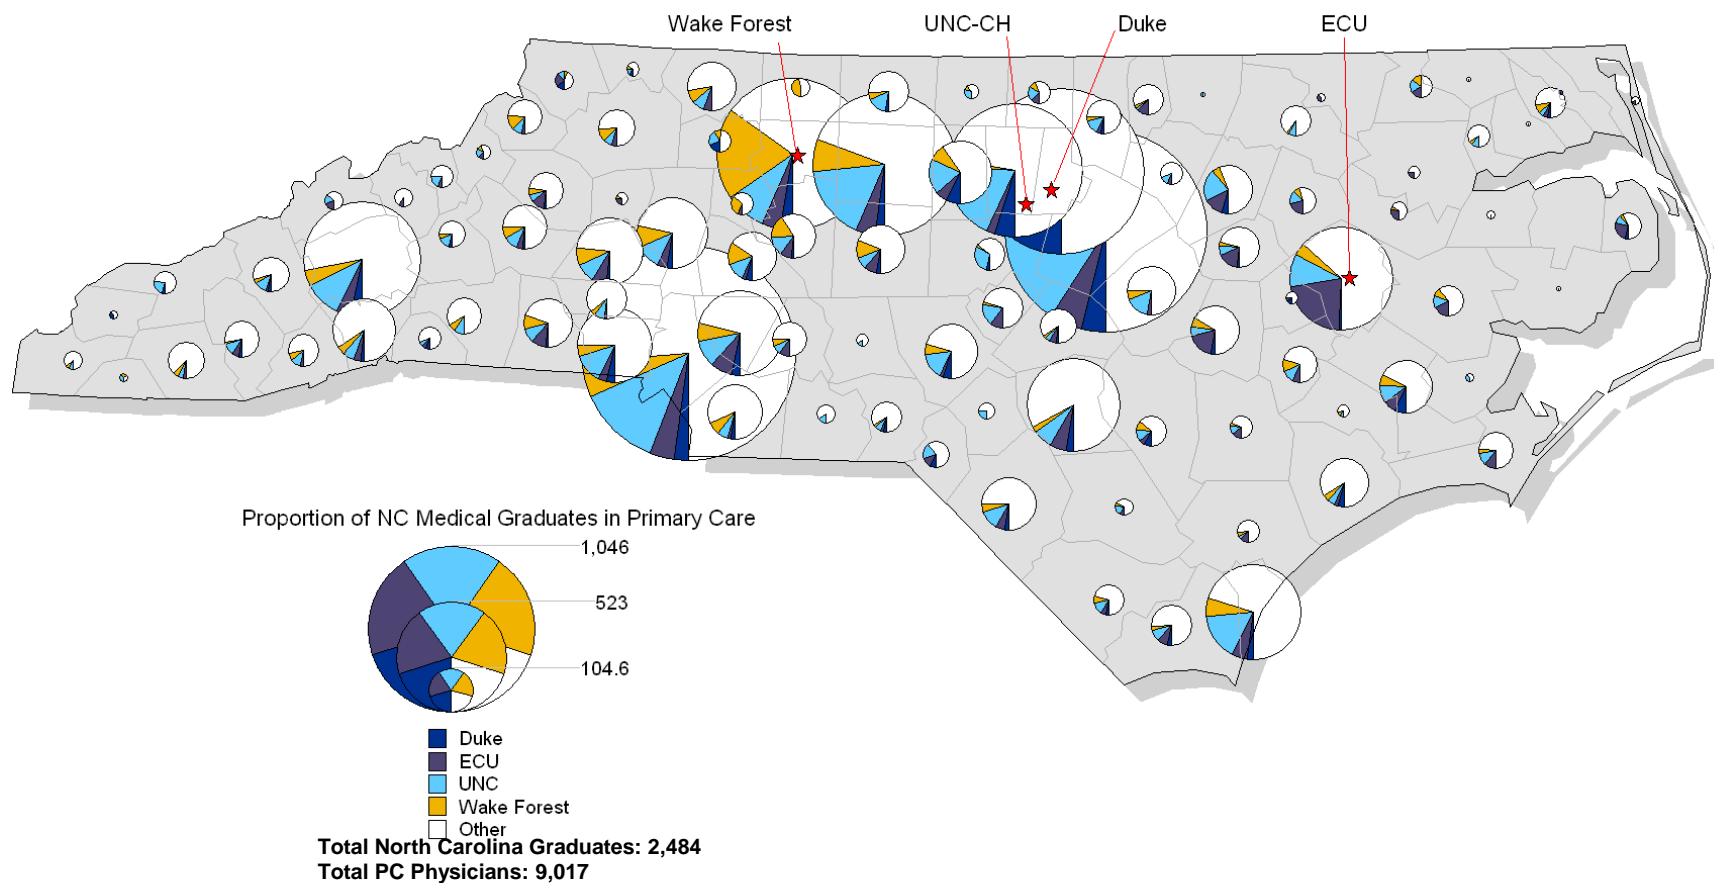 Wake Forest UNC-CH Duke ECU
Proportion of NC Medical Graduates in Primary Care
1,046
523
104.6
Duke
ECU
UNC
Wake Forest
Other
Total North Carolina Graduates: 2,484
Total PC Physicians: 9,017